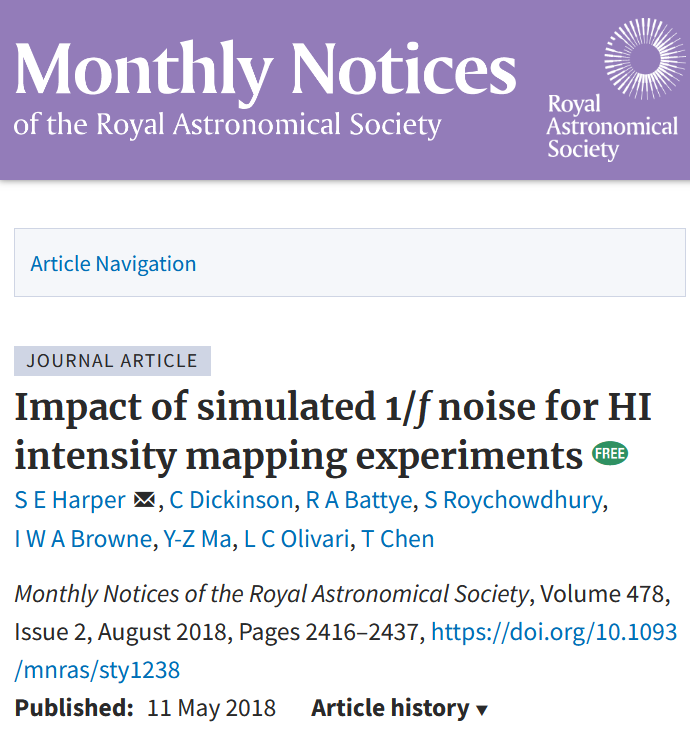 Monthly Notices
of the Royal Astronomical Society
Royal
Astronomical
Society
Article Navigation
JOURNAL ARTICLE
Impact of simulated 1/f noise for HI
intensity mapping experiments FREE
S E Harper , C Dickinson, R A Battye, S Roychowdhury,
I W A Browne, Y-Z Ma, L C Olivari, T Chen
Monthly Notices of the Royal Astronomical Society, Volume 478,
Issue 2, August 2018, Pages 2416–2437, https://doi.org/10.1093
/mnras/sty1238
Published: 11 May 2018 Article history ▾